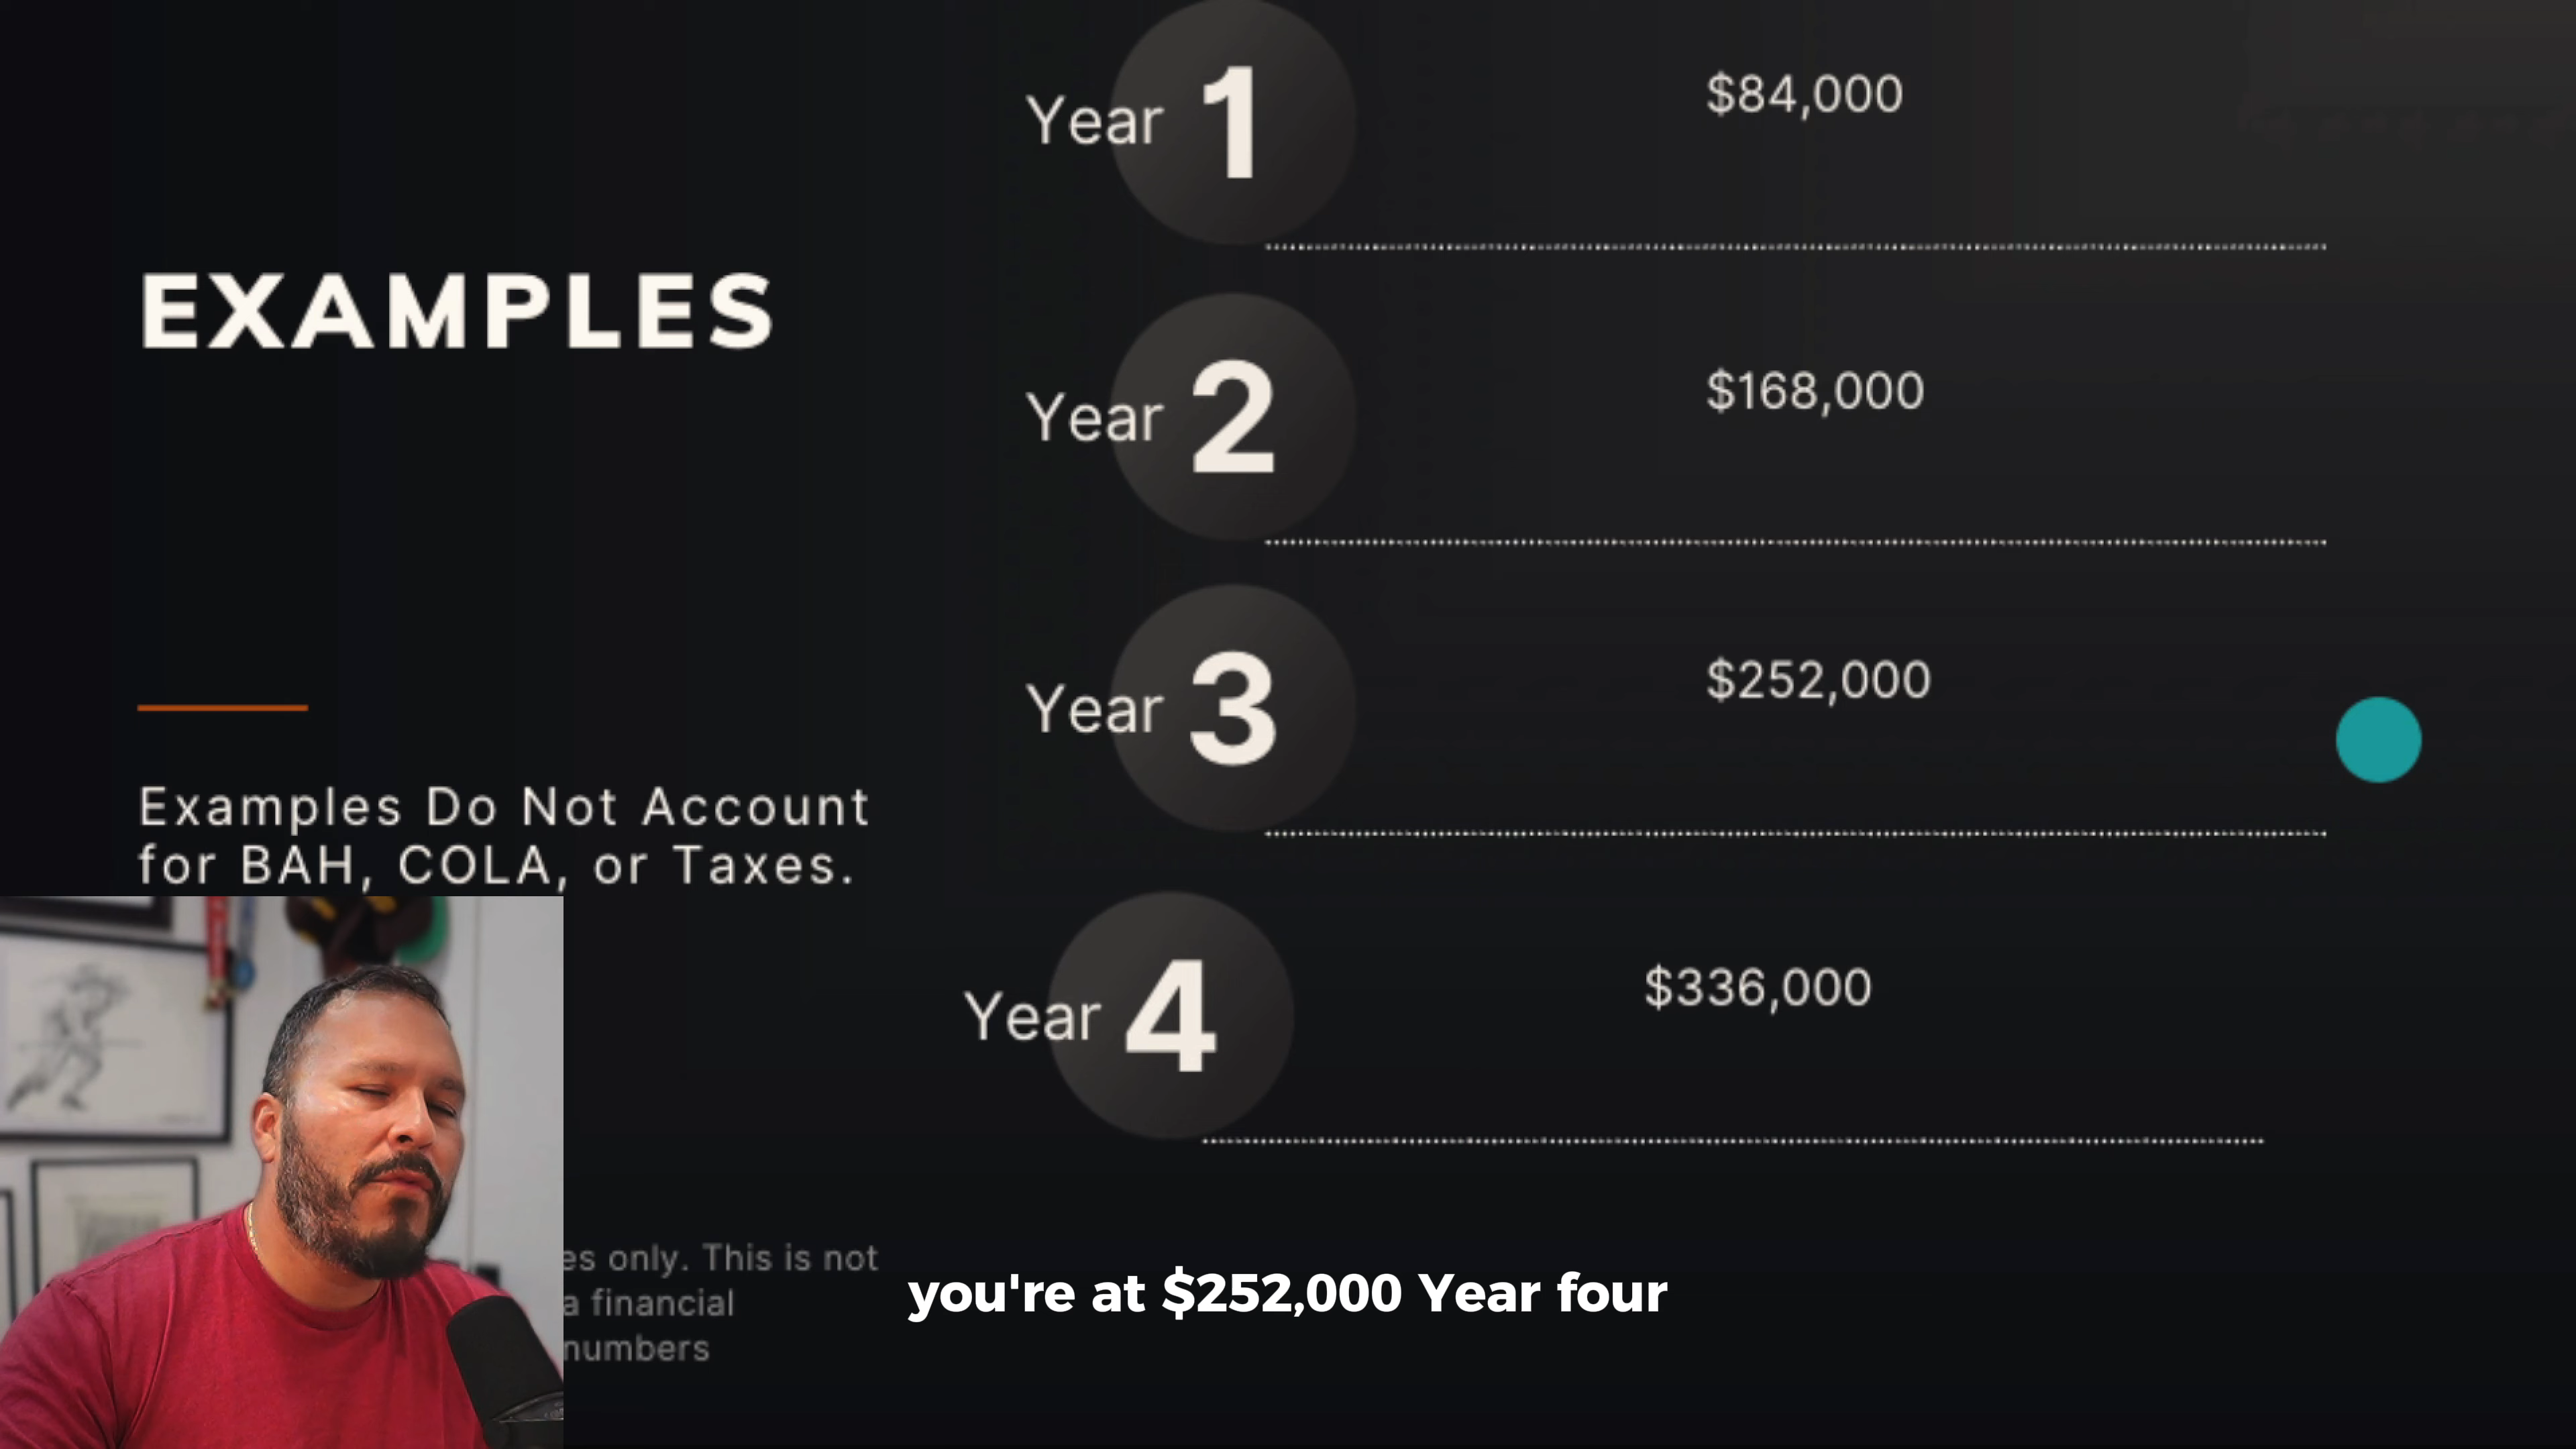 EXAMPLES
Examples Do Not Account
for BAH, COLA, or Taxes.
Year 1 $84,000
Year 2 $168,000
Year 3 $252,000
Year 4 $336,000
only. This is not
a financial
numbers
you're at $252,000 Year four